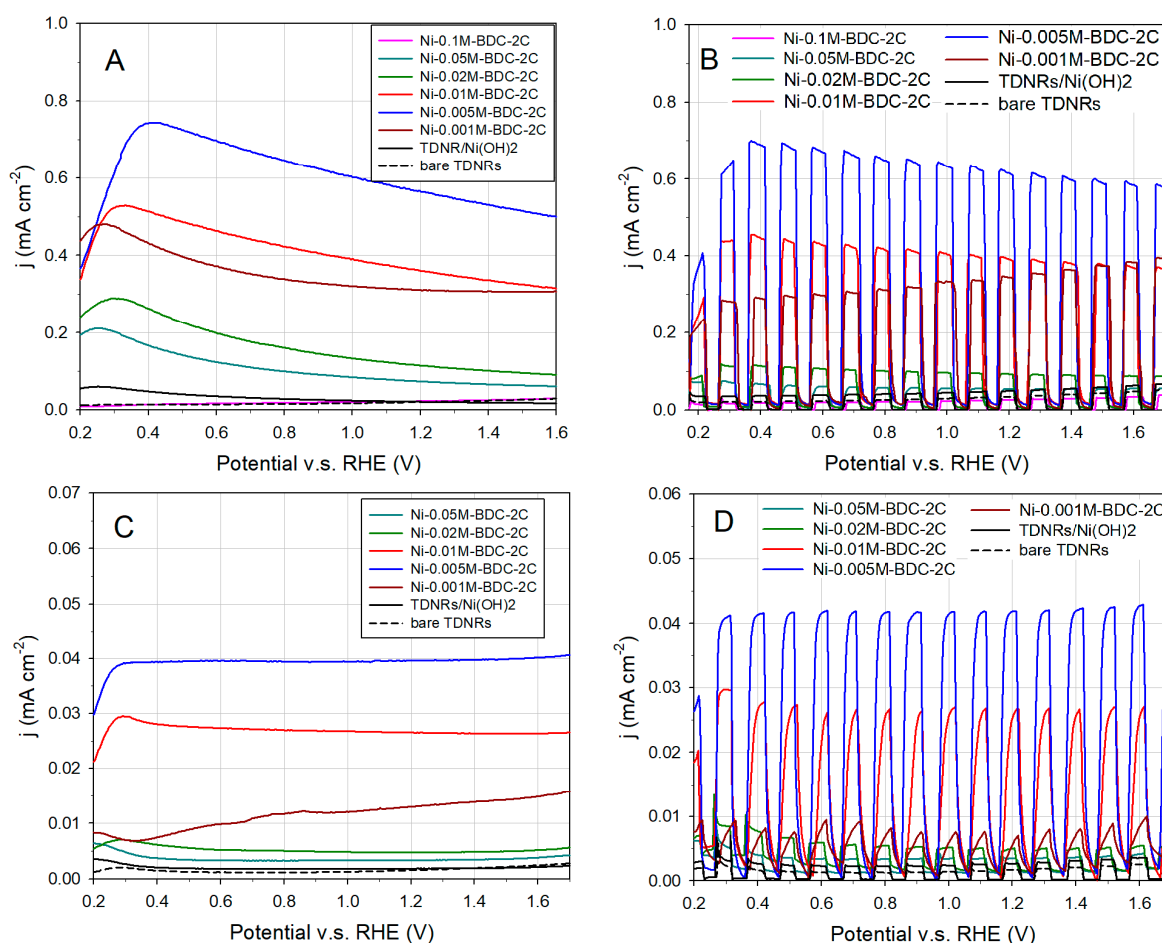 A
Ni-0.1M-BDC-2C
Ni-0.05M-BDC-2C
Ni-0.02M-BDC-2C
Ni-0.01M-BDC-2C
Ni-0.005M-BDC-2C
Ni-0.001M-BDC-2C
TDNR/Ni(OH)2
bare TDNRs
j (mA cm-2)
1.0
0.8
0.6
0.4
0.2
0.0
0.2 0.4 0.6 0.8 1.0 1.2 1.4 1.6
Potential v.s. RHE (V)
B
Ni-0.1M-BDC-2C
Ni-0.05M-BDC-2C
Ni-0.02M-BDC-2C
Ni-0.01M-BDC-2C
Ni-0.005M-BDC-2C
Ni-0.001M-BDC-2C
TDNRs/Ni(OH)2
bare TDNRs
j (mA cm-2)
1.0
0.8
0.6
0.4
0.2
0.0
0.2 0.4 0.6 0.8 1.0 1.2 1.4 1.6
Potential v.s. RHE (V)
C
Ni-0.05M-BDC-2C
Ni-0.02M-BDC-2C
Ni-0.01M-BDC-2C
Ni-0.005M-BDC-2C
Ni-0.001M-BDC-2C
TDNRs/Ni(OH)2
bare TDNRs
j (mA cm-2)
0.07
0.06
0.05
0.04
0.03
0.02
0.01
0.00
0.2 0.4 0.6 0.8 1.0 1.2 1.4 1.6
Potential v.s. RHE (V)
D
Ni-0.05M-BDC-2C
Ni-0.02M-BDC-2C
Ni-0.01M-BDC-2C
Ni-0.005M-BDC-2C
Ni-0.001M-BDC-2C
TDNRs/Ni(OH)2
bare TDNRs
j (mA cm-2)
0.06
0.05
0.04
0.03
0.02
0.01
0.00
0.2 0.4 0.6 0.8 1.0 1.2 1.4 1.6
Potential v.s. RHE (V)